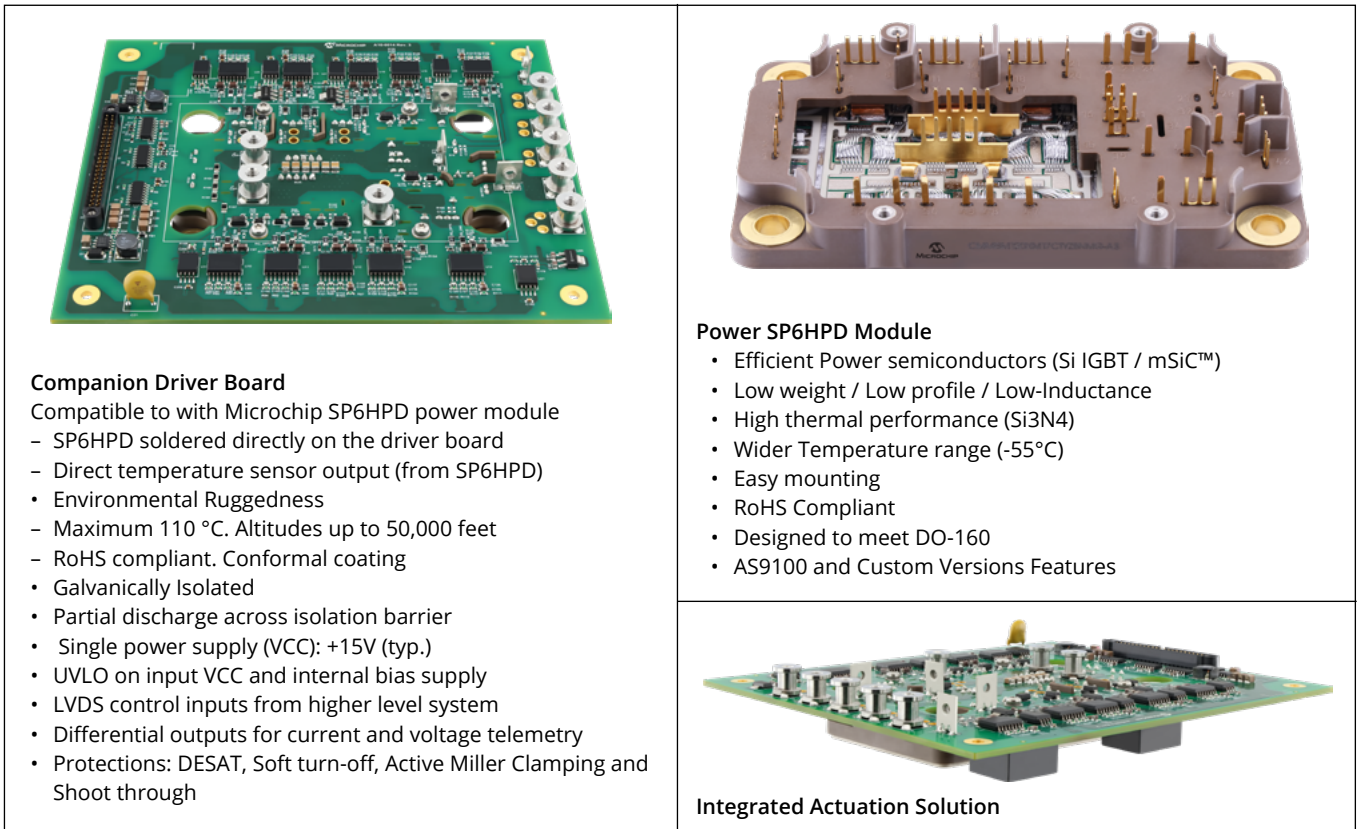 MICROCHIP
Companion Driver Board
Compatible to with Microchip SP6HPD power module
– SP6HPD soldered directly on the driver board
– Direct temperature sensor output (from SP6HPD)
• Environmental Ruggedness
– Maximum 110 °C. Altitudes up to 50,000 feet
– RoHS compliant. Conformal coating
• Galvanically Isolated
• Partial discharge across isolation barrier
• Single power supply (VCC): +15V (typ.)
• UVLO on input VCC and internal bias supply
• LVDS control inputs from higher level system
• Differential outputs for current and voltage telemetry
• Protections: DESAT, Soft turn-off, Active Miller Clamping and
Shoot through
MICROCHIP
Power SP6HPD Module
• Efficient Power semiconductors (Si IGBT / mSiC™)
• Low weight / Low profile / Low-Inductance
• High thermal performance (Si3N4)
• Wider Temperature range (-55°C)
• Easy mounting
• RoHS Compliant
• Designed to meet DO-160
• AS9100 and Custom Versions Features
Integrated Actuation Solution